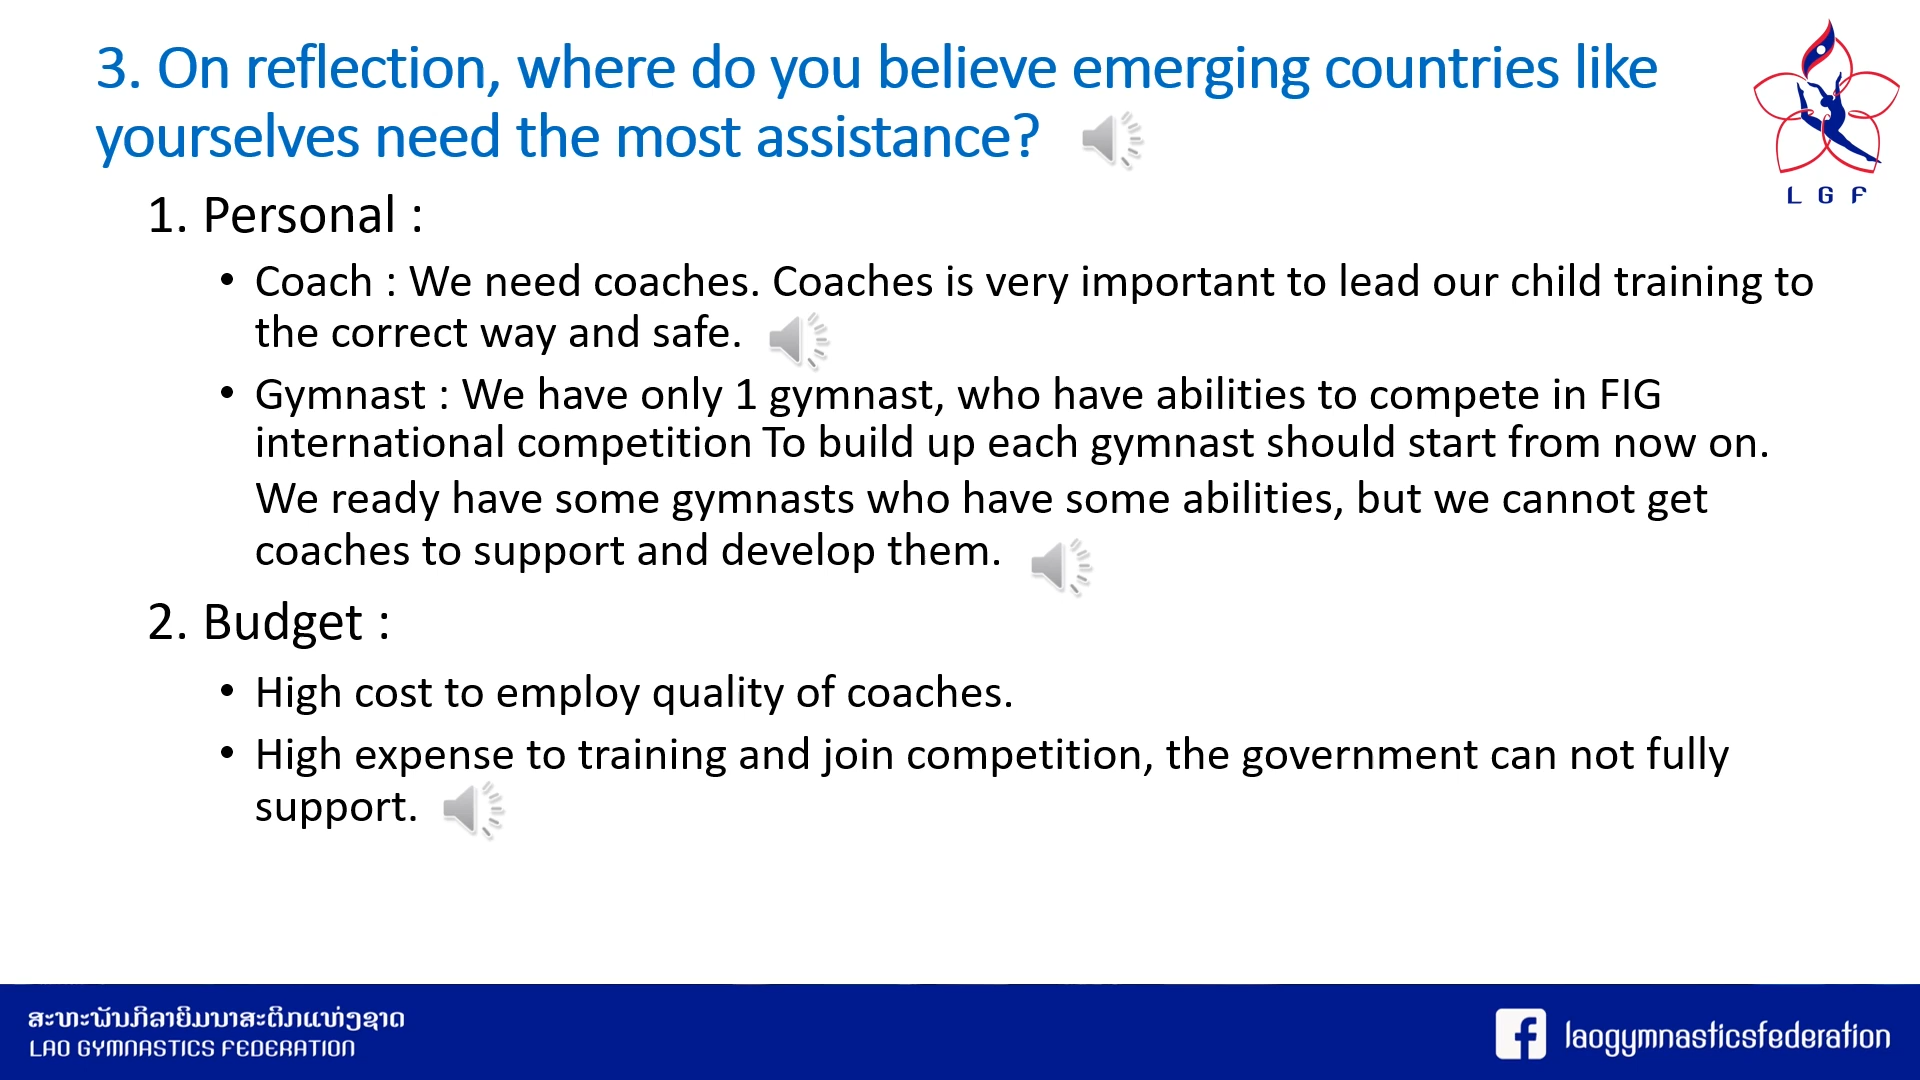 3. On reflection, where do you believe emerging countries like
yourselves need the most assistance?
L G F
1. Personal :
• Coach : We need coaches. Coaches is very important to lead our child training to
the correct way and safe.
• Gymnast : We have only 1 gymnast, who have abilities to compete in FIG
international competition To build up each gymnast should start from now on.
We ready have some gymnasts who have some abilities, but we cannot get
coaches to support and develop them.
2. Budget :
• High cost to employ quality of coaches.
• High expense to training and join competition, the government can not fully
support.
ສະຫະພັນກິລາຍິມນາສະຕິກແຫ່ງຊາດ
LAO GYMNASTICS FEDERATION
laogymnasticsfederation